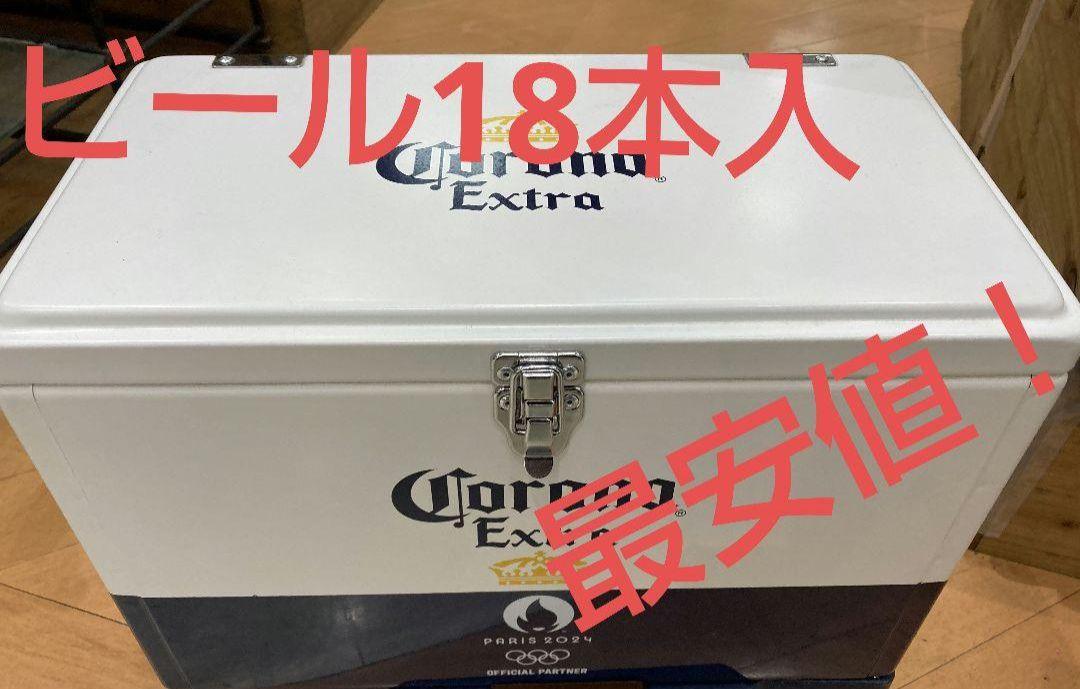 ビール18本入
Corona
Extra
®
最安値！
Corona
Extra
®
PARIS 2024
OFFICIAL PARTNER